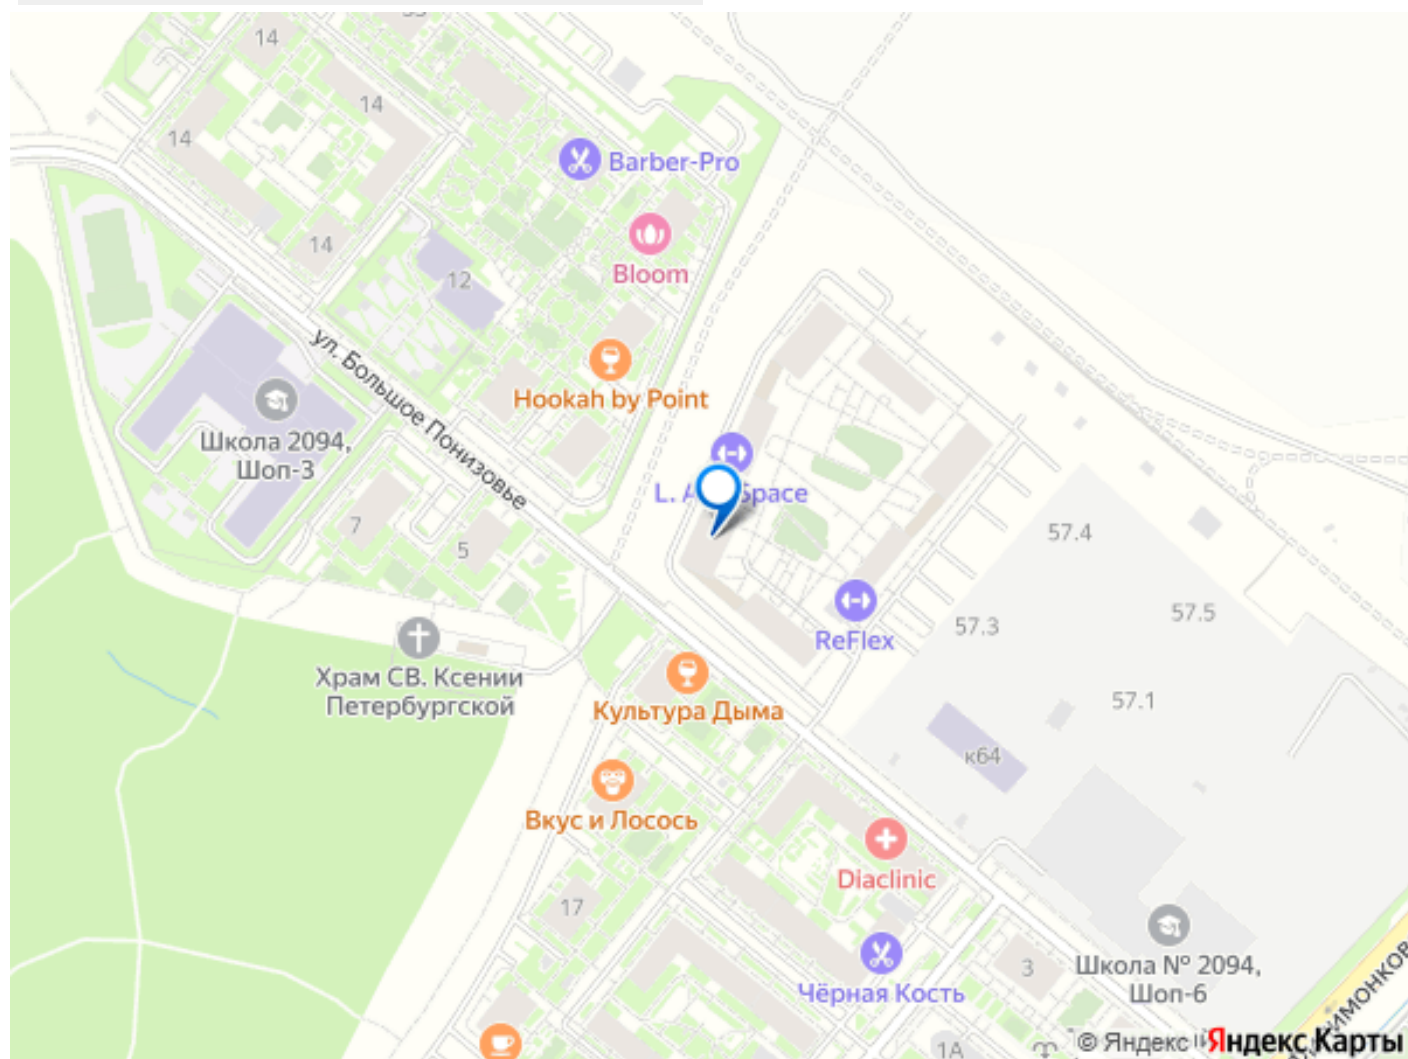 14
14
14
Barber-Pro
14
Bloom
12
ул. Большое Понизовье
Hookah by Point
Школа 2094,
Шоп-3
L.
Space
7
5
57.4
57.5
57.3
ReFlex
Храм СВ. Ксении
Петербургской
57.1
Культура Дыма
к64
Вкус и Лосось
Diaclinic
17
3
Школа № 2094,
Шоп-6
Чёрная Кость
1А
© Яндекс
Яндекс Карты